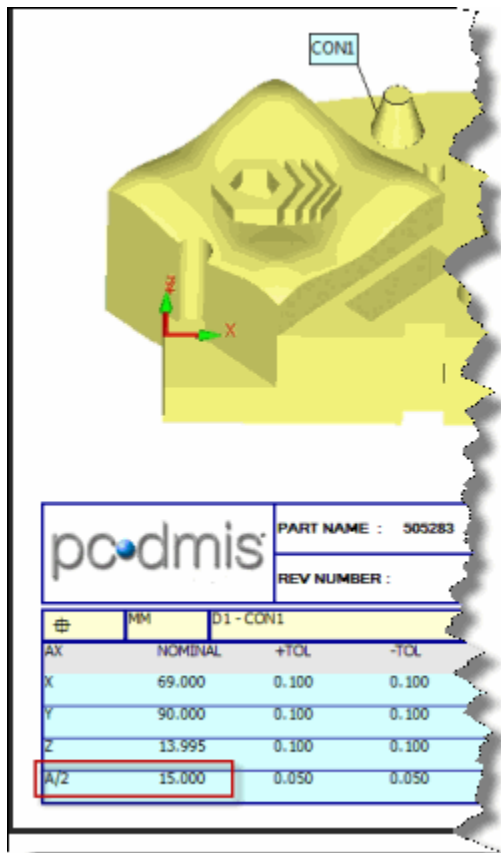 CON1
X
pc dmis
PART NAME : 505283
REV NUMBER :
MM D1 - CON1
AX NOMINAL +TOL -TOL
X 69.000 0.100 0.100
Y 90.000 0.100 0.100
Z 13.995 0.100 0.100
A/2 15.000 0.050 0.050